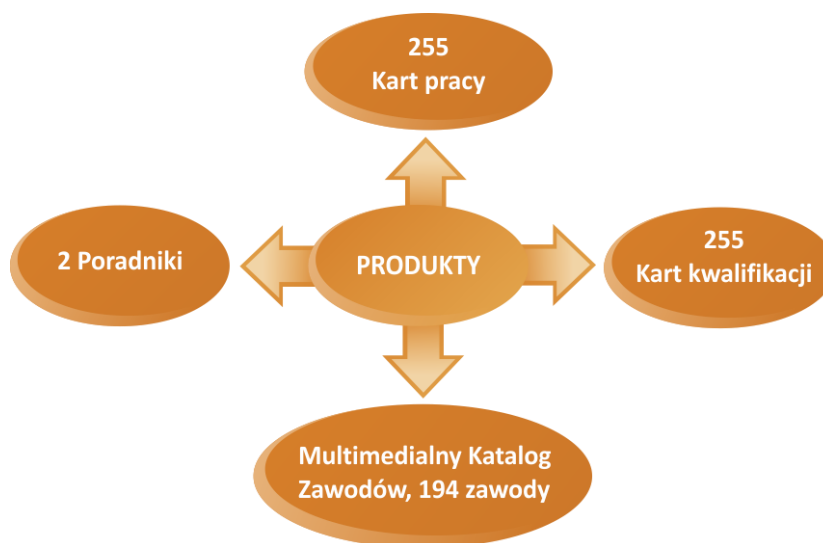 255
Kart pracy
2 Poradniki
PRODUKTY
255
Kart kwalifikacji
Multimedialny Katalog
Zawodów, 194 zawody